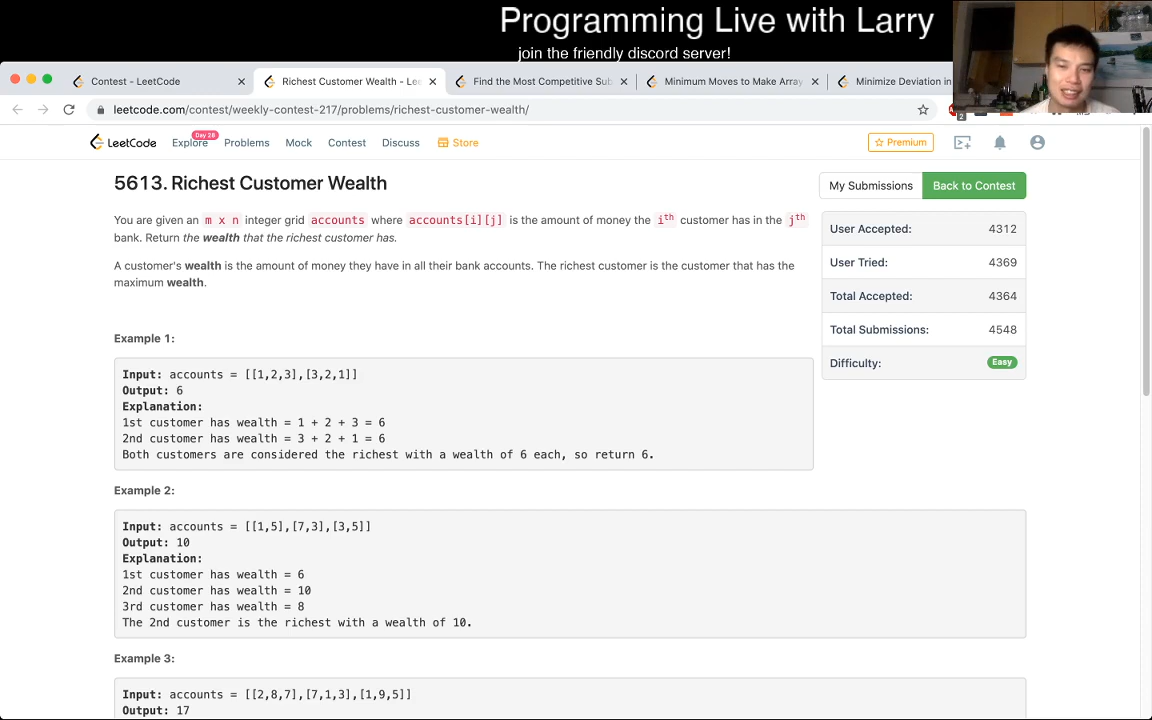 Programming Live with Larry
join the friendly discord server!
Contest - LeetCode
Richest Customer Wealth - Lee
Find the Most Competitive Sub
Minimum Moves to Make Array
Minimize Deviation in
leetcode.com/contest/weekly-contest-217/problems/richest-customer-wealth/
2
LeetCode
Explore
Day 28
Problems
Mock
Contest
Discuss
Store
Premium
5613. Richest Customer Wealth
My Submissions
Back to Contest
You are given an m x n integer grid accounts where accounts[i][j] is the amount of money the ith customer has in the jth
bank. Return the wealth that the richest customer has.
A customer's wealth is the amount of money they have in all their bank accounts. The richest customer is the customer that has the
maximum wealth.
User Accepted: 4312
User Tried: 4369
Total Accepted: 4364
Total Submissions: 4548
Difficulty: Easy
Example 1:
Input: accounts = [[1,2,3],[3,2,1]]
Output: 6
Explanation:
1st customer has wealth = 1 + 2 + 3 = 6
2nd customer has wealth = 3 + 2 + 1 = 6
Both customers are considered the richest with a wealth of 6 each, so return 6.
Example 2:
Input: accounts = [[1,5],[7,3],[3,5]]
Output: 10
Explanation:
1st customer has wealth = 6
2nd customer has wealth = 10
3rd customer has wealth = 8
The 2nd customer is the richest with a wealth of 10.
Example 3:
Input: accounts = [[2,8,7],[7,1,3],[1,9,5]]
Output: 17